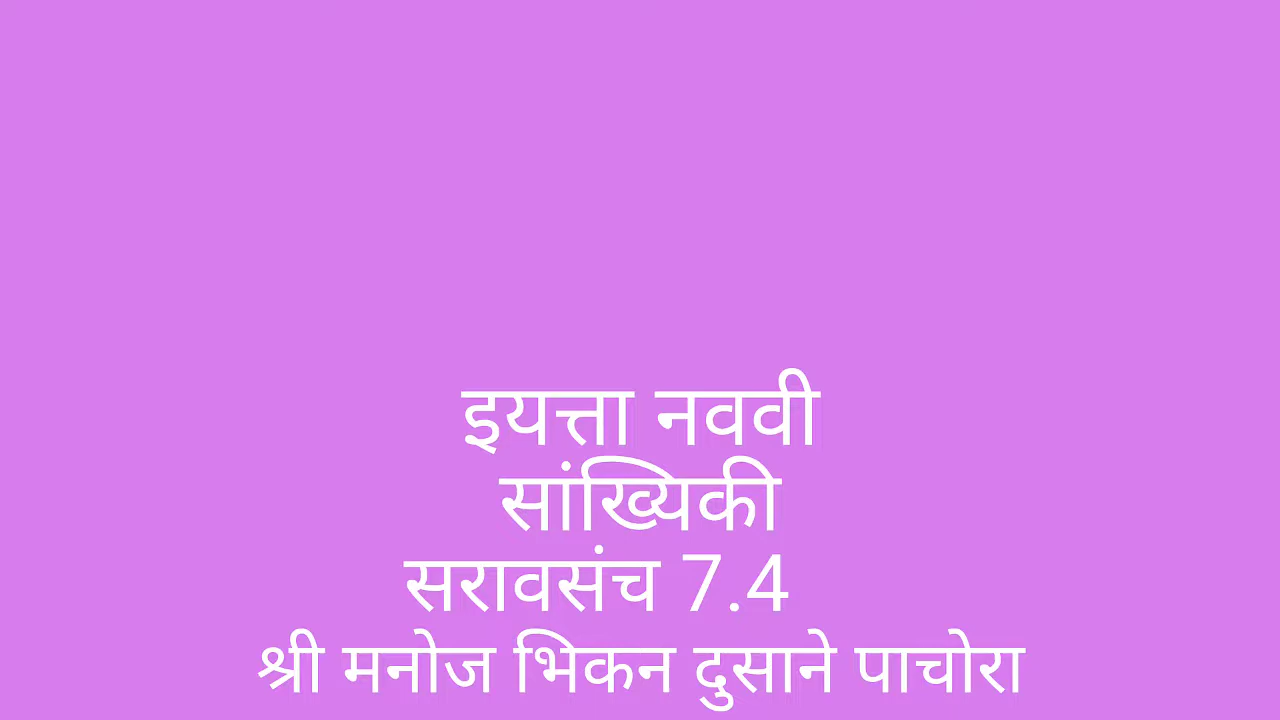 इयत्ता नववी
सांख्यिकी
सरावसंच 7.4
श्री मनोज भिकन दुसाने पाचोरा